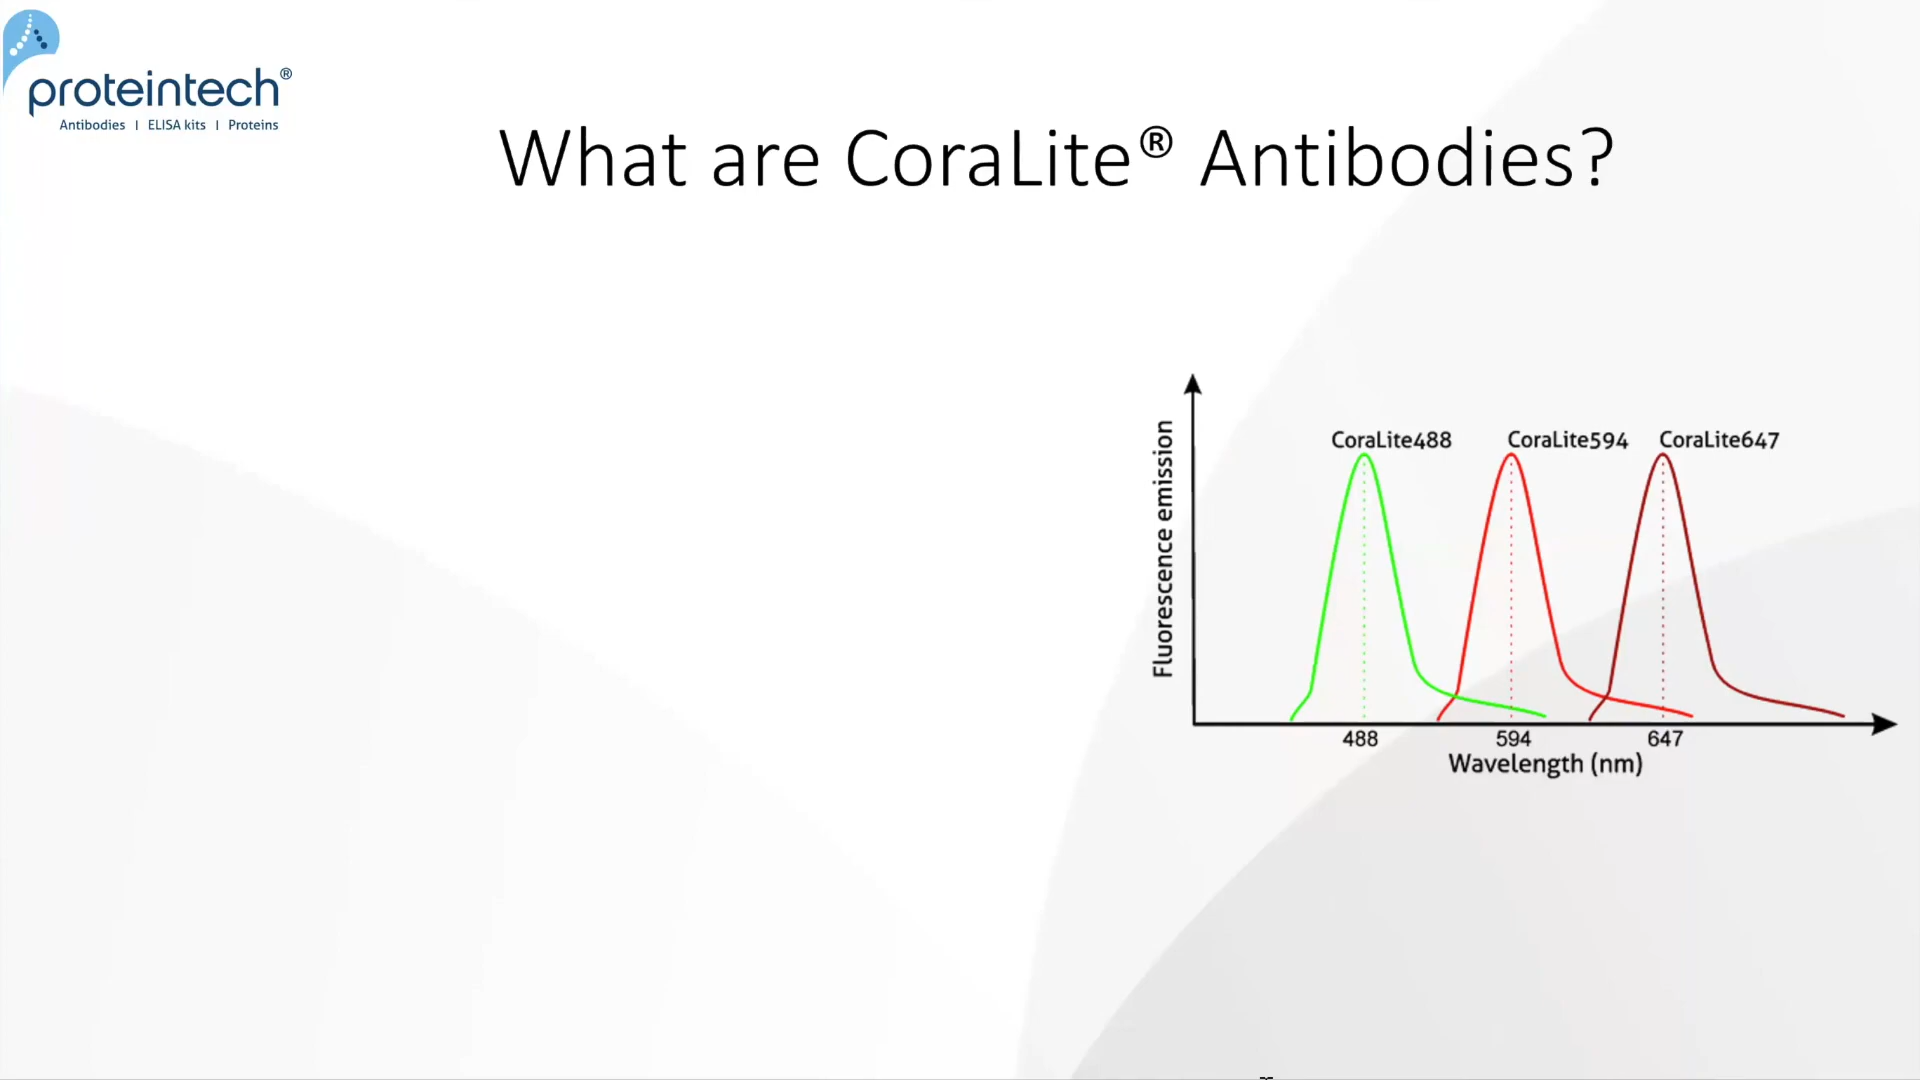 proteintech®
Antibodies | ELISA kits | Proteins
What are CoraLite® Antibodies?
CoraLite488 CoraLite594 CoraLite647
Fluorescence emission
488 594 647
Wavelength (nm)